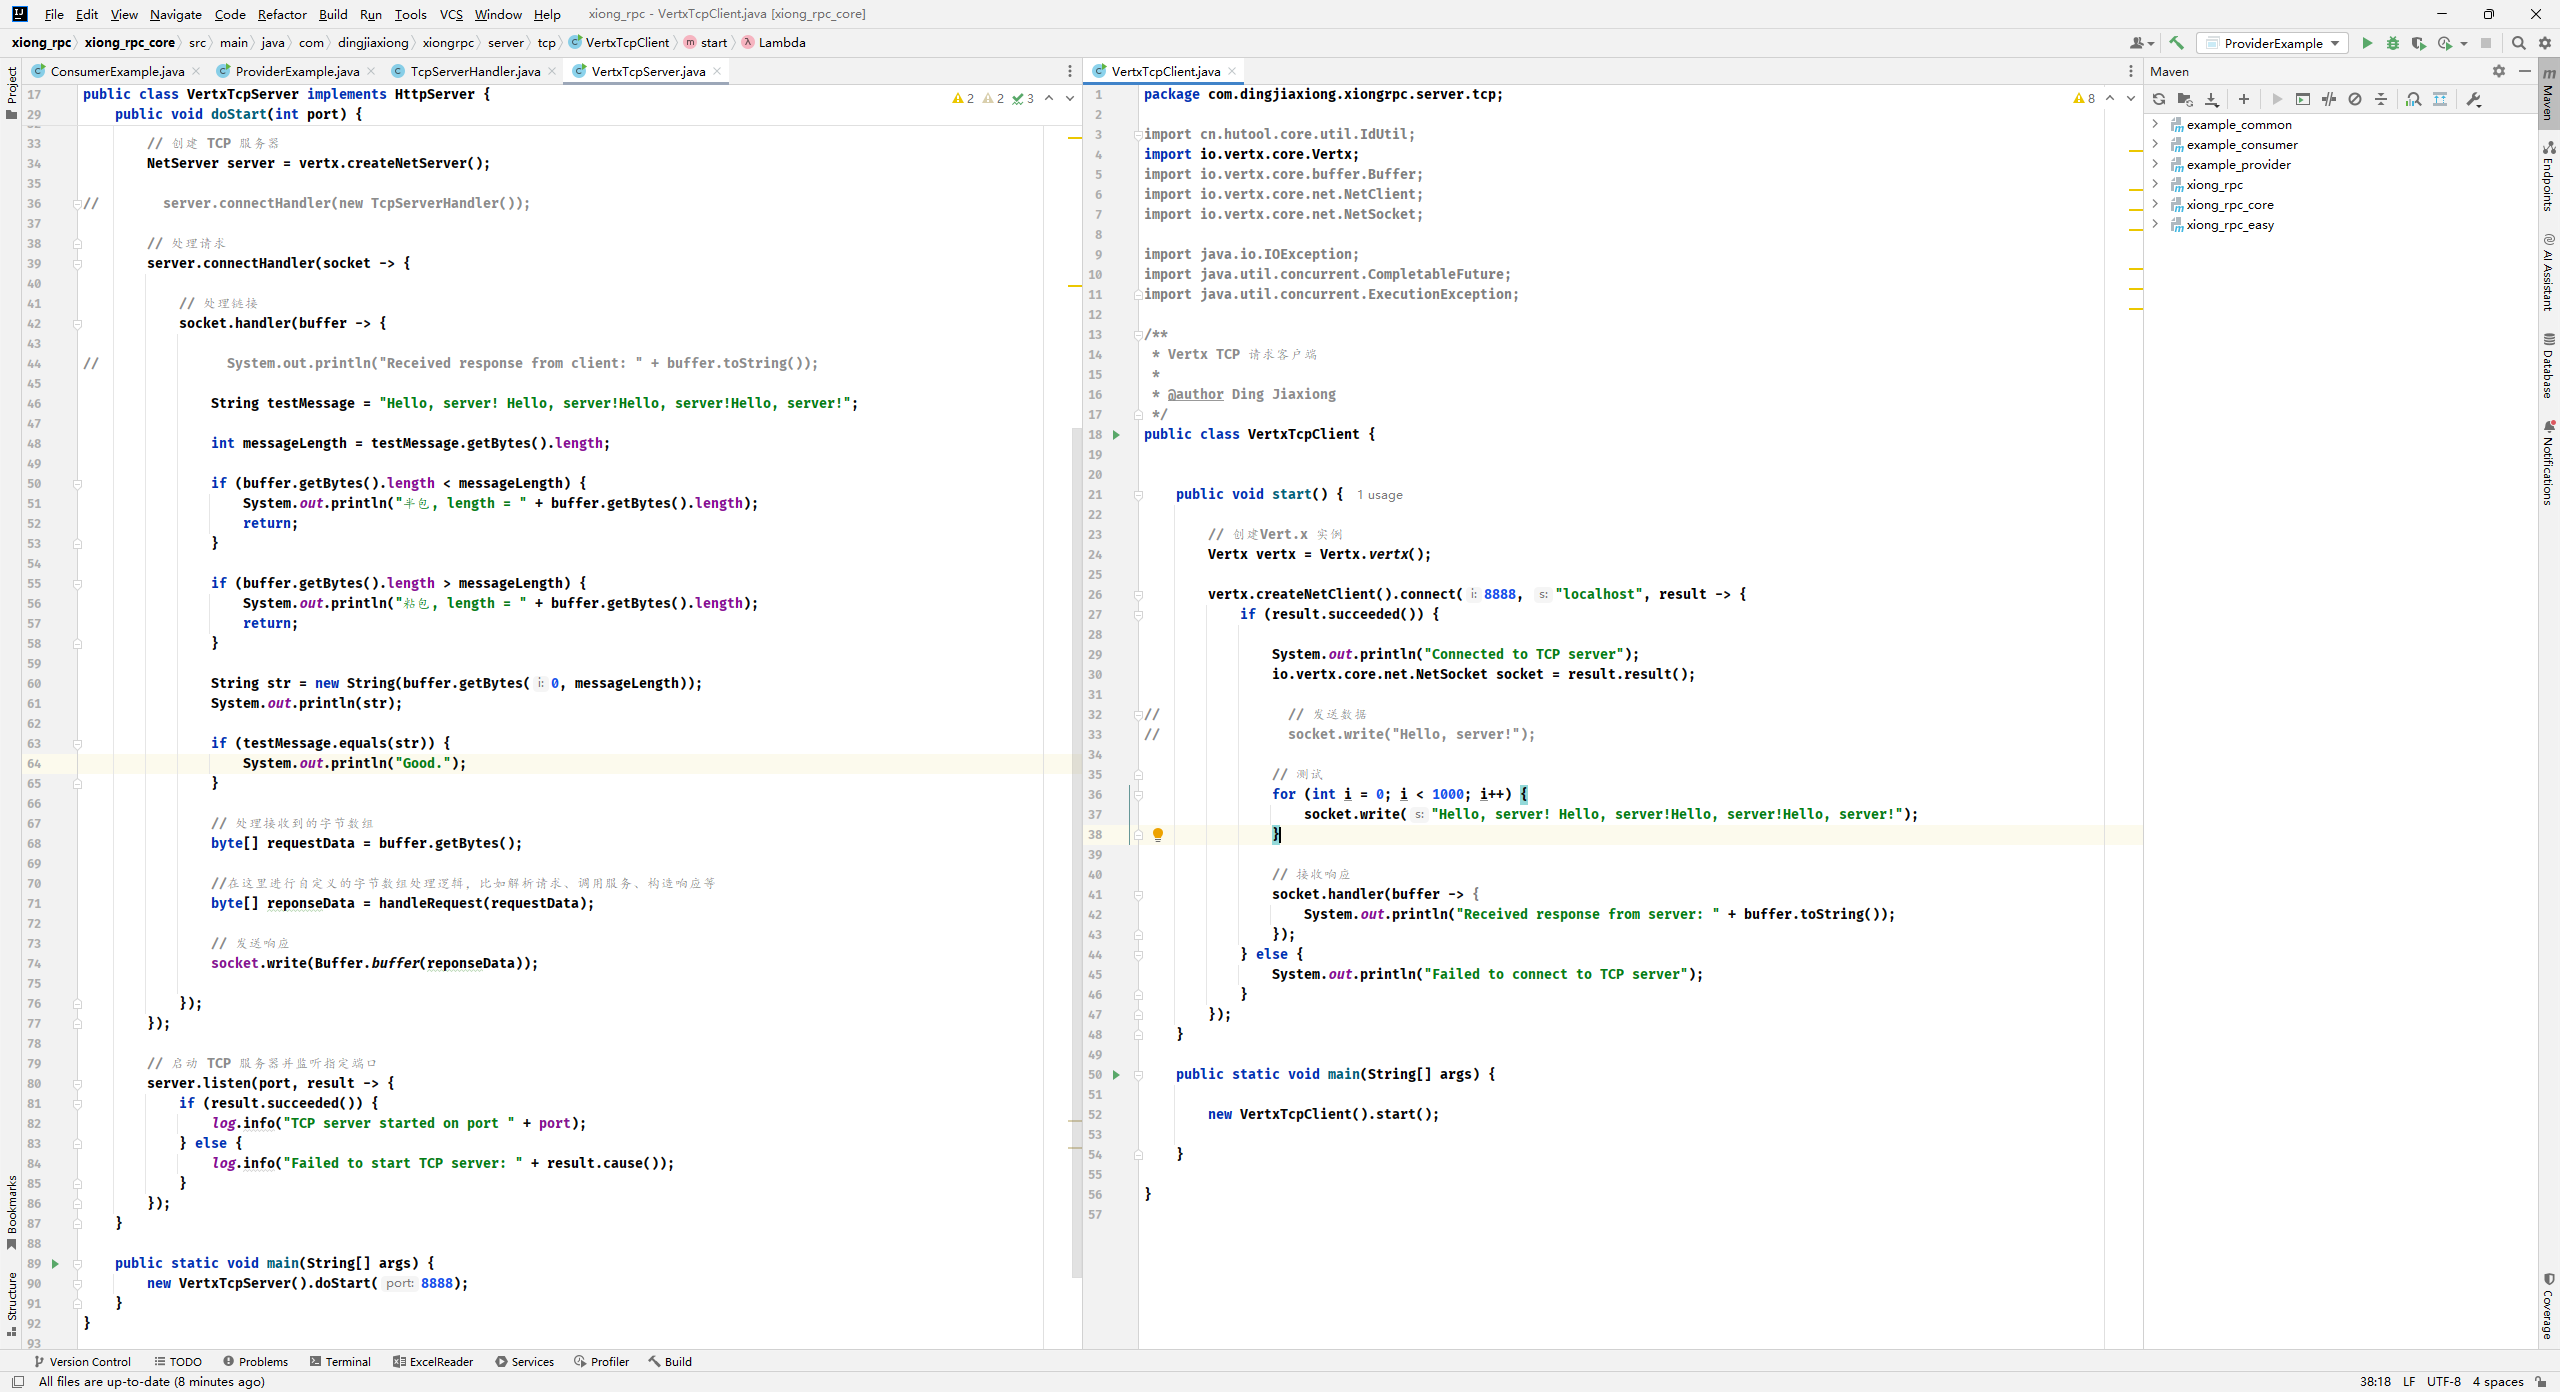 File Edit View Navigate Code Refactor Build Run Tools VCS Window Help xiong_rpc - VertxTcpClient.java [xiong_rpc_core]
xiong_rpc xiong_rpc_core src main java com dingjiaxiong xiongrpc server tcp VertxTcpClient start Lambda ProviderExample
ConsumerExample.java ProviderExample.java TcpServerHandler.java VertxTcpServer.java
2 2 3
17 public class VertxTcpServer implements HttpServer {
29 public void doStart(int port) {
33 // 创建 TCP 服务器
34 NetServer server = vertx.createNetServer();
35
36 // server.connectHandler(new TcpServerHandler());
37
38 // 处理请求
39 server.connectHandler(socket -> {
40
41 // 处理链接
42 socket.handler(buffer -> {
43
44 // System.out.println("Received response from client: " + buffer.toString());
45
46 String testMessage = "Hello, server! Hello, server!Hello, server!Hello, server!";
47
48 int messageLength = testMessage.getBytes().length;
49
50 if (buffer.getBytes().length < messageLength) {
51 System.out.println("半包, length = " + buffer.getBytes().length);
52 return;
53 }
54
55 if (buffer.getBytes().length > messageLength) {
56 System.out.println("粘包, length = " + buffer.getBytes().length);
57 return;
58 }
59
60 String str = new String(buffer.getBytes( i: 0, messageLength));
61 System.out.println(str);
62
63 if (testMessage.equals(str)) {
64 System.out.println("Good.");
65 }
66
67 // 处理接收到的字节数组
68 byte[] requestData = buffer.getBytes();
69
70 //在这里进行自定义的字节数组处理逻辑，比如解析请求、调用服务、构造响应等
71 byte[] reponseData = handleRequest(requestData);
72
73 // 发送响应
74 socket.write(Buffer.buffer(reponseData));
75
76 });
77 });
78
79 // 启动 TCP 服务器并监听指定端口
80 server.listen(port, result -> {
81 if (result.succeeded()) {
82 log.info("TCP server started on port " + port);
83 } else {
84 log.info("Failed to start TCP server: " + result.cause());
85 }
86 });
87 }
88
89 public static void main(String[] args) {
90 new VertxTcpServer().doStart( port: 8888);
91 }
92 }
93
VertxTcpClient.java
8
1 package com.dingjiaxiong.xiongrpc.server.tcp;
2
3 import cn.hutool.core.util.IdUtil;
4 import io.vertx.core.Vertx;
5 import io.vertx.core.buffer.Buffer;
6 import io.vertx.core.net.NetClient;
7 import io.vertx.core.net.NetSocket;
8
9 import java.io.IOException;
10 import java.util.concurrent.CompletableFuture;
11 import java.util.concurrent.ExecutionException;
12
13 /**
14 * Vertx TCP 请求客户端
15 *
16 * @author Ding Jiaxiong
17 */
18 public class VertxTcpClient {
19
20
21 public void start() { 1 usage
22
23 // 创建Vert.x 实例
24 Vertx vertx = Vertx.vertx();
25
26 vertx.createNetClient().connect( i: 8888, s: "localhost", result -> {
27 if (result.succeeded()) {
28
29 System.out.println("Connected to TCP server");
30 io.vertx.core.net.NetSocket socket = result.result();
31
32 // // 发送数据
33 // socket.write("Hello, server!");
34
35 // 测试
36 for (int i = 0; i < 1000; i++) {
37 socket.write( s: "Hello, server! Hello, server!Hello, server!Hello, server!");
38 }
39
40 // 接收响应
41 socket.handler(buffer -> {
42 System.out.println("Received response from server: " + buffer.toString());
43 });
44 } else {
45 System.out.println("Failed to connect to TCP server");
46 }
47 });
48 }
49
50 public static void main(String[] args) {
51
52 new VertxTcpClient().start();
53
54 }
55
56 }
57
Maven
example_common
example_consumer
example_provider
xiong_rpc
xiong_rpc_core
xiong_rpc_easy
Project
Bookmarks
Structure
Maven
Endpoints
AI Assistant
Database
Notifications
Coverage
Version Control TODO Problems Terminal ExcelReader Services Profiler Build
All files are up-to-date (8 minutes ago) 38:18 LF UTF-8 4 spaces